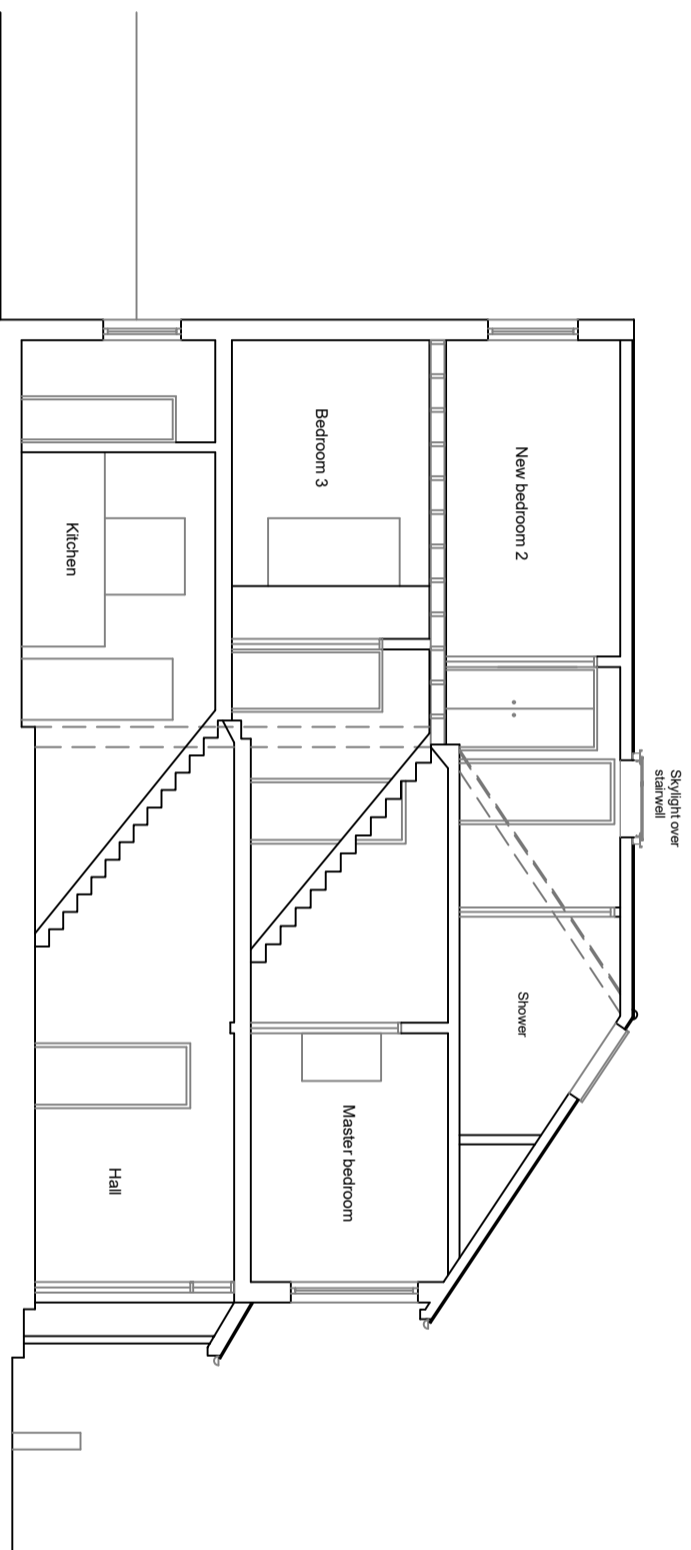 Skylight over
stairwell
New bedroom 2
Shower
Bedroom 3
Master bedroom
Kitchen
Hall